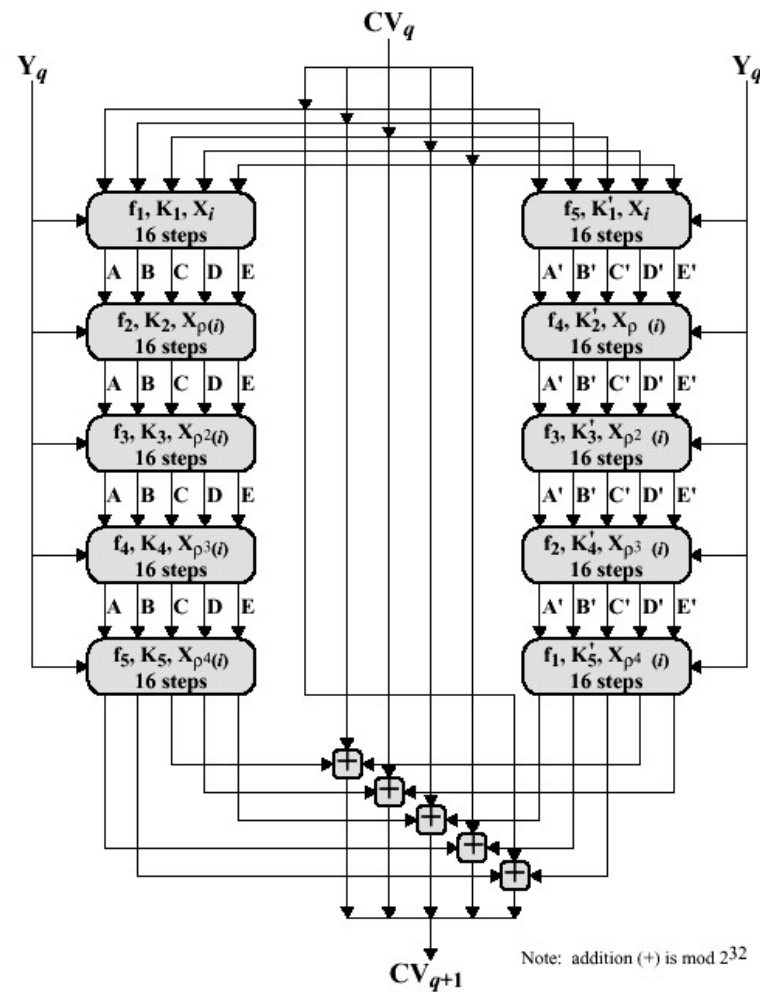 CVq
Yq Yq
f1, K1, Xi
16 steps
f5, K'1, Xi
16 steps
A B C D E
A' B' C' D' E'
f2, K2, Xρ(i)
16 steps
f4, K'2, Xρ (i)
16 steps
A B C D E
A' B' C' D' E'
f3, K3, Xρ2(i)
16 steps
f3, K'3, Xρ2 (i)
16 steps
A B C D E
A' B' C' D' E'
f4, K4, Xρ3(i)
16 steps
f2, K'4, Xρ3 (i)
16 steps
A B C D E
A' B' C' D' E'
f5, K5, Xρ4(i)
16 steps
f1, K'5, Xρ4 (i)
16 steps
+
+
+
+
+
Note: addition (+) is mod 2^32
CVq+1